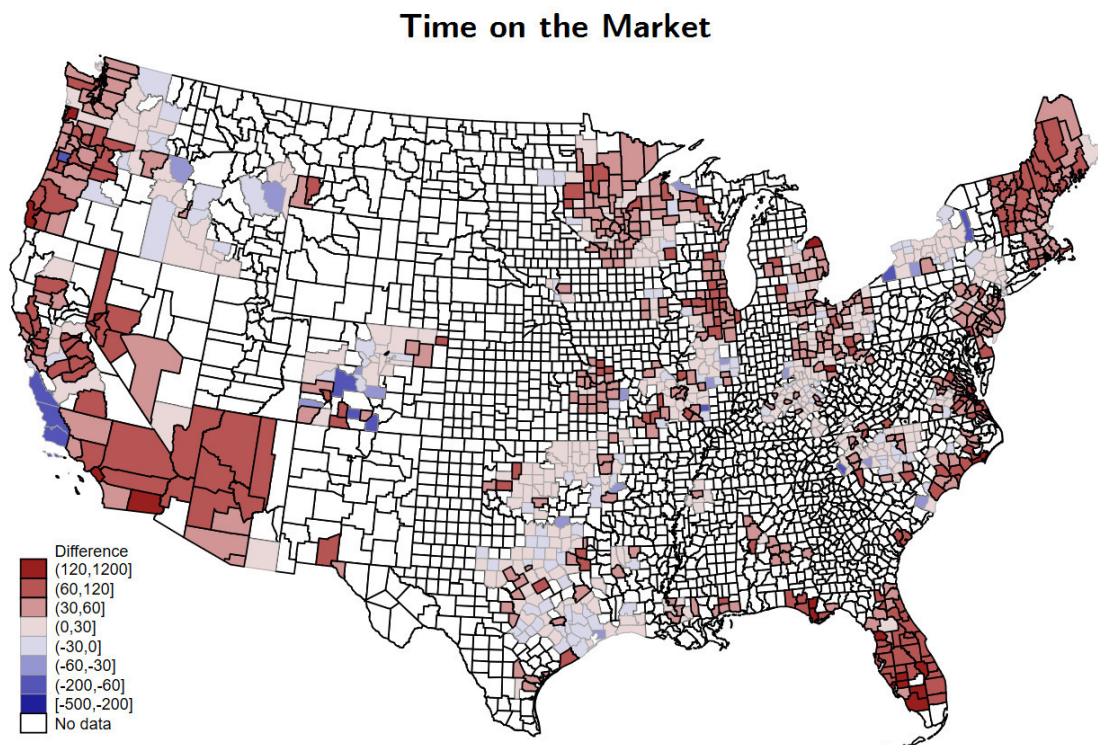 Time on the Market
Difference
(120,1200]
(60,120]
(30,60]
(0,30]
(-30,0]
(-60,-30]
(-200,-60]
[-500,-200]
No data